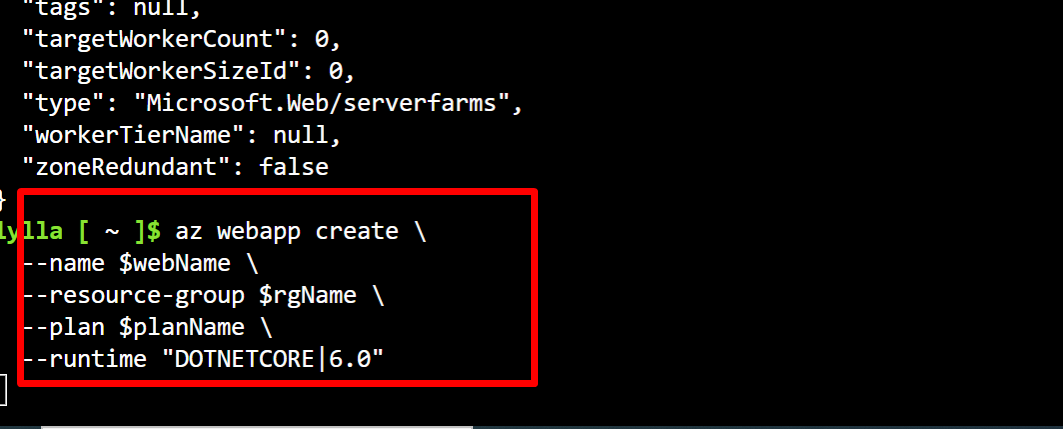 "tags": null,
"targetWorkerCount": 0,
"targetWorkerSizeId": 0,
"type": "Microsoft.Web/serverfarms",
"workerTierName": null,
"zoneRedundant": false
}
lylla [ ~ ]$ az webapp create \
--name $webName \
--resource-group $rgName \
--plan $planName \
--runtime "DOTNETCORE|6.0"